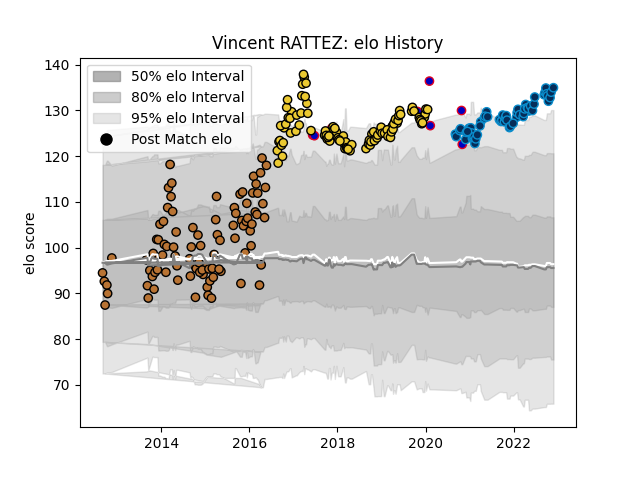 Vincent RATTEZ: elo History
50% elo Interval
80% elo Interval
95% elo Interval
Post Match elo
elo score
140
130
120
110
100
90
80
70
2014
2016
2018
2020
2022